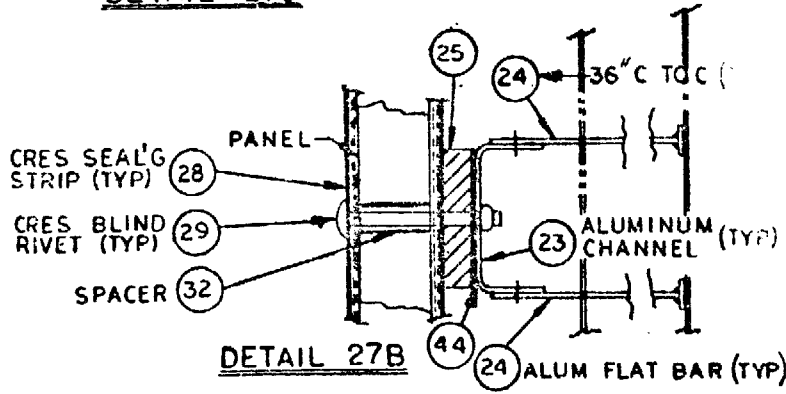 25
24 36" C TO C (
PANEL
CRES SEAL'G
STRIP (TYP) 28
CRES BLIND
RIVET (TYP) 29
23 ALUMINUM
CHANNEL (TYP)
SPACER 32
DETAIL 27B
44
24 ALUM FLAT BAR (TYP)